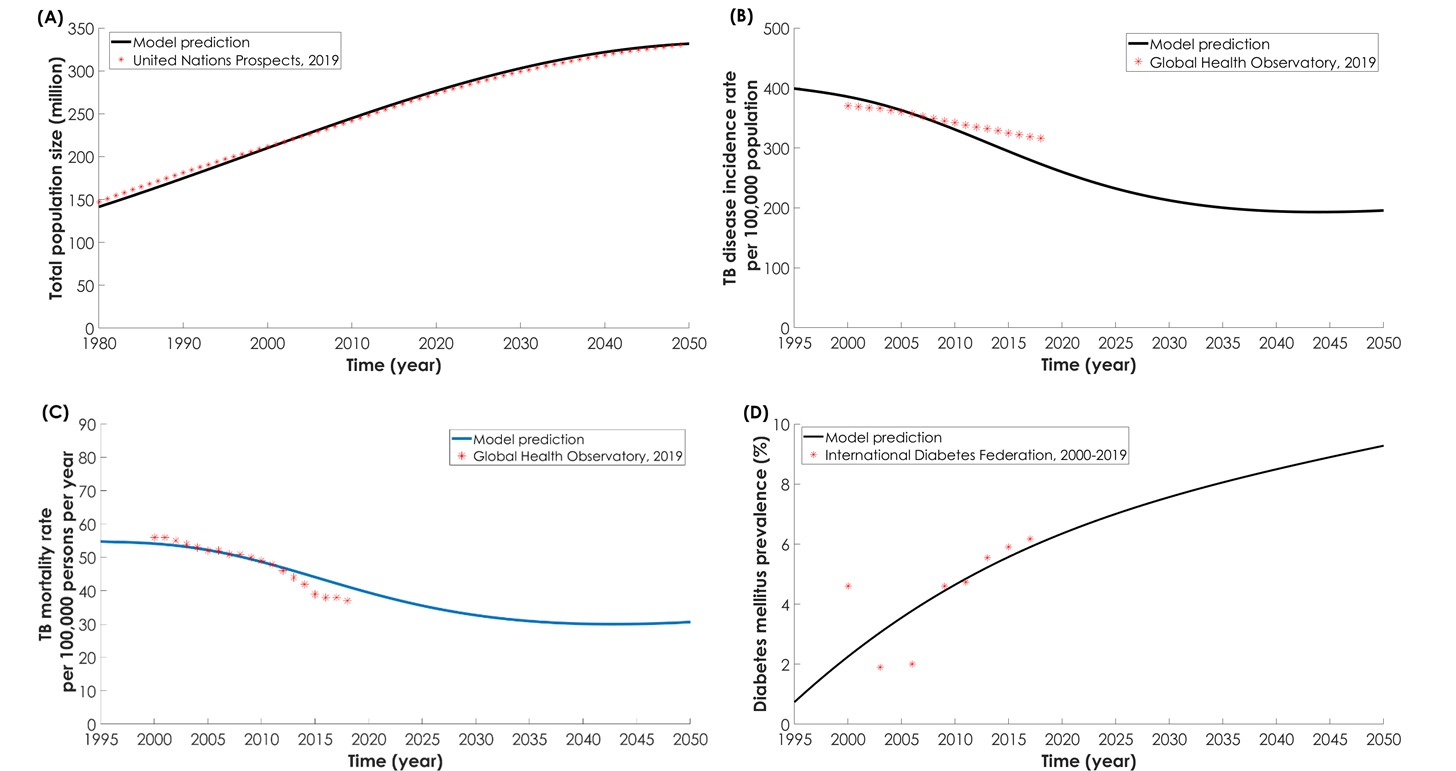 (A)
Total population size (million)
350
300
250
200
150
100
50
0
Model prediction
United Nations Prospects, 2019
1980 1990 2000 2010 2020 2030 2040 2050
Time (year)
(B)
TB disease incidence rate
per 100,000 population
500
400
300
200
100
0
Model prediction
Global Health Observatory, 2019
1995 2000 2005 2010 2015 2020 2025 2030 2035 2040 2045 2050
Time (year)
(C)
TB mortality rate
per 100,000 persons per year
90
80
70
60
50
40
30
20
10
0
Model prediction
Global Health Observatory, 2019
1995 2000 2005 2010 2015 2020 2025 2030 2035 2040 2045 2050
Time (year)
(D)
Diabetes mellitus prevalence (%)
10
8
6
4
2
0
Model prediction
International Diabetes Federation, 2000-2019
1995 2000 2005 2010 2015 2020 2025 2030 2035 2040 2045 2050
Time (year)